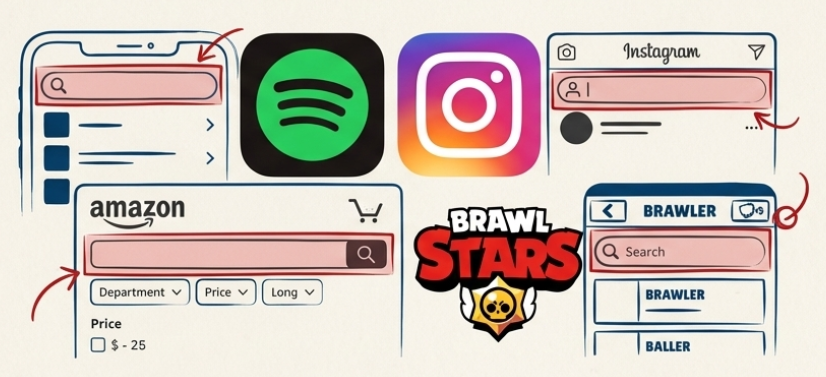 Instagram
amazon
Department
Price
Long
Price
$ - 25
BRAWL
STARS
BRAWLER
Search
BRAWLER
BALLER